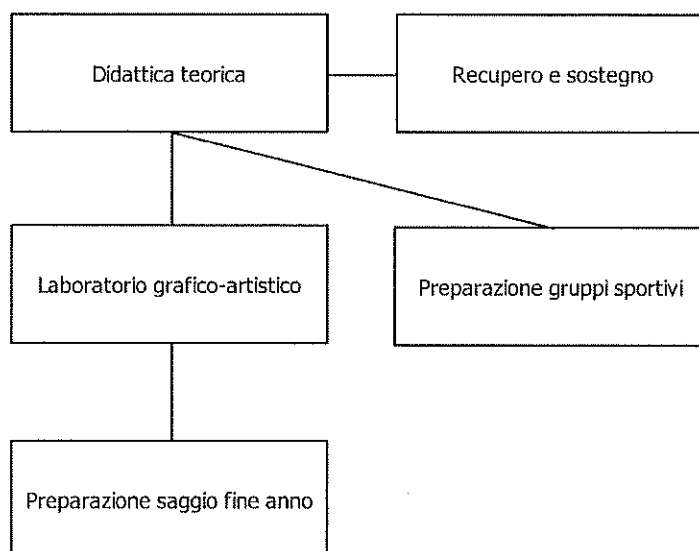 Didattica teorica
Recupero e sostegno
Laboratorio grafico-artistico
Preparazione gruppi sportivi
Preparazione saggio fine anno